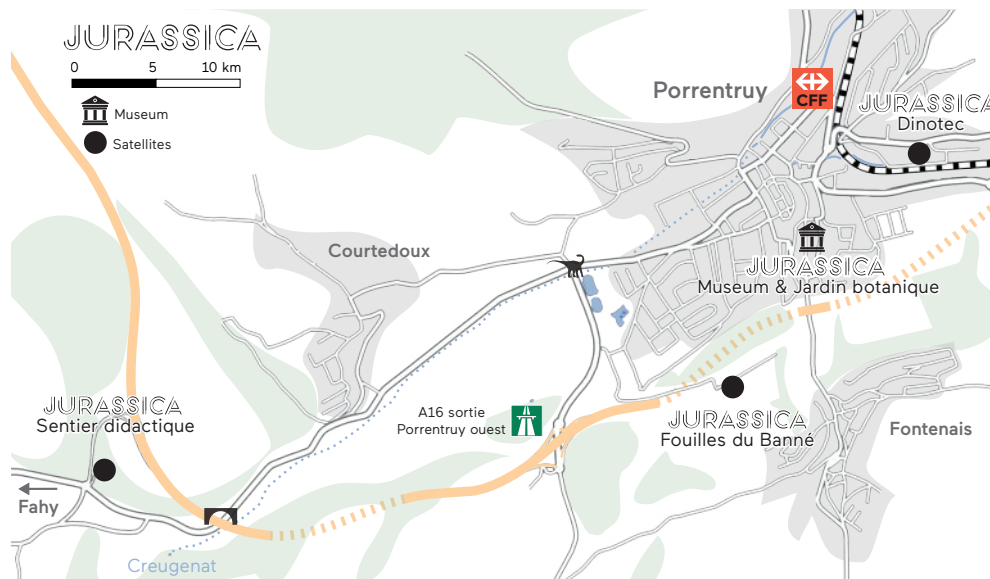 JURASSICA
0 5 10 km
Museum
Satellites
Porrentruy
CFF
JURASSICA
Dinotec
Courtedoux
JURASSICA
Museum & Jardin botanique
JURASSICA
Sentier didactique
A16 sortie
Porrentruy ouest
JURASSICA
Fouilles du Banné
Fontenais
Fahy
Creugenat